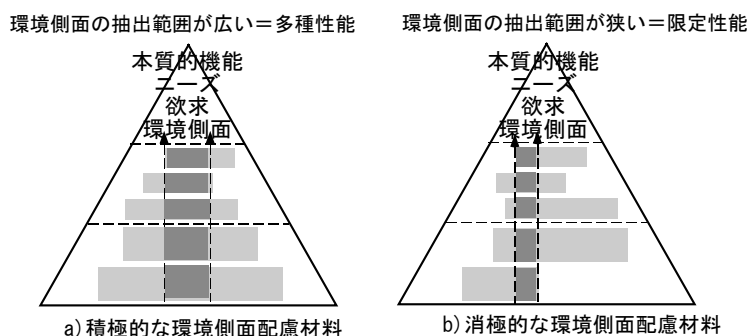 環境側面の抽出範囲が広い＝多種性能
本質的機能
ニーズ
欲求
環境側面
a)積極的な環境側面配慮材料
環境側面の抽出範囲が狭い＝限定性能
本質的機能
ニーズ
欲求
環境側面
b)消極的な環境側面配慮材料